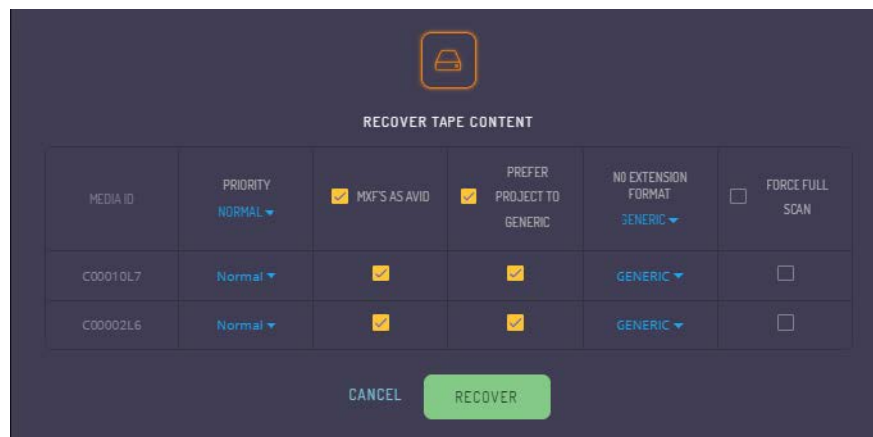 RECOVER TAPE CONTENT
MEDIA ID
PRIORITY
NORMAL
MXF'S AS AVID
PREFER
PROJECT TO
GENERIC
NO EXTENSION
FORMAT
GENERIC
FORCE FULL
SCAN
C00010L7 Normal GENERIC
C00002L6 Normal GENERIC
CANCEL RECOVER